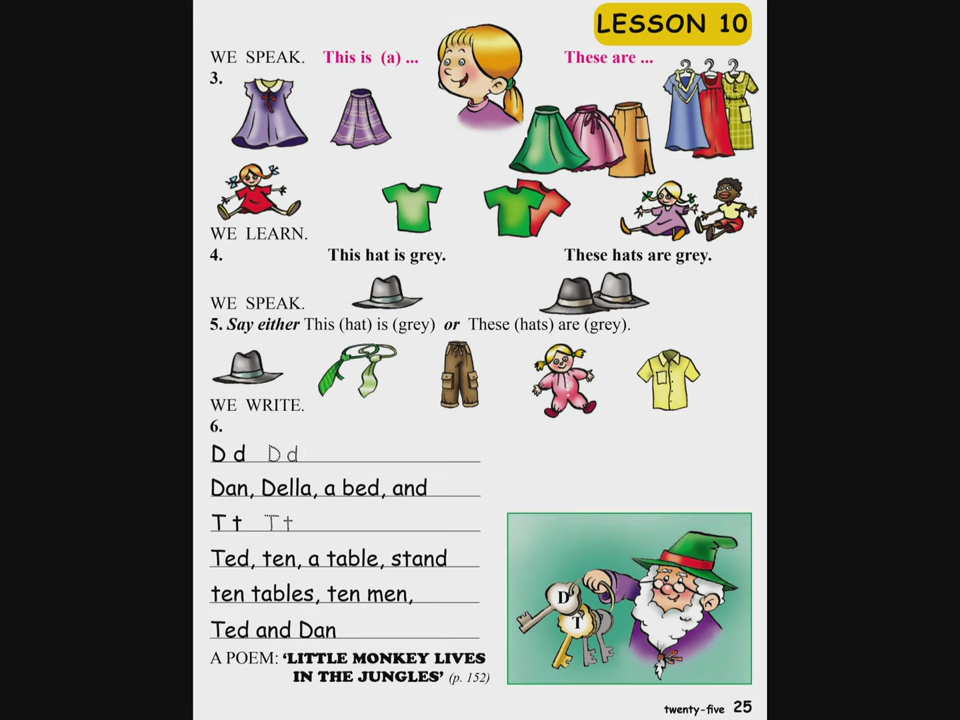 LESSON 10
WE SPEAK. This is (a) ... These are ...
3.
WE LEARN.
4. This hat is grey. These hats are grey.
WE SPEAK.
5. Say either This (hat) is (grey) or These (hats) are (grey).
WE WRITE.
6.
D d D d
Dan, Della, a bed, and
T t T t
Ted, ten, a table, stand
ten tables, ten men,
Ted and Dan
D
T
A POEM: ‘LITTLE MONKEY LIVES
IN THE JUNGLES’ (p. 152)
twenty-five 25